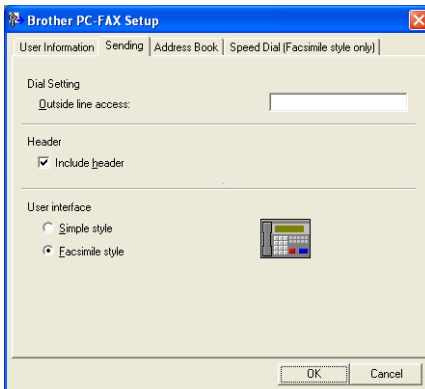 Brother PC-FAX Setup
User Information Sending Address Book Speed Dial (Facsimile style only)
Dial Setting
Outside line access:
Header
Include header
User interface
Simple style
Facsimile style
OK Cancel